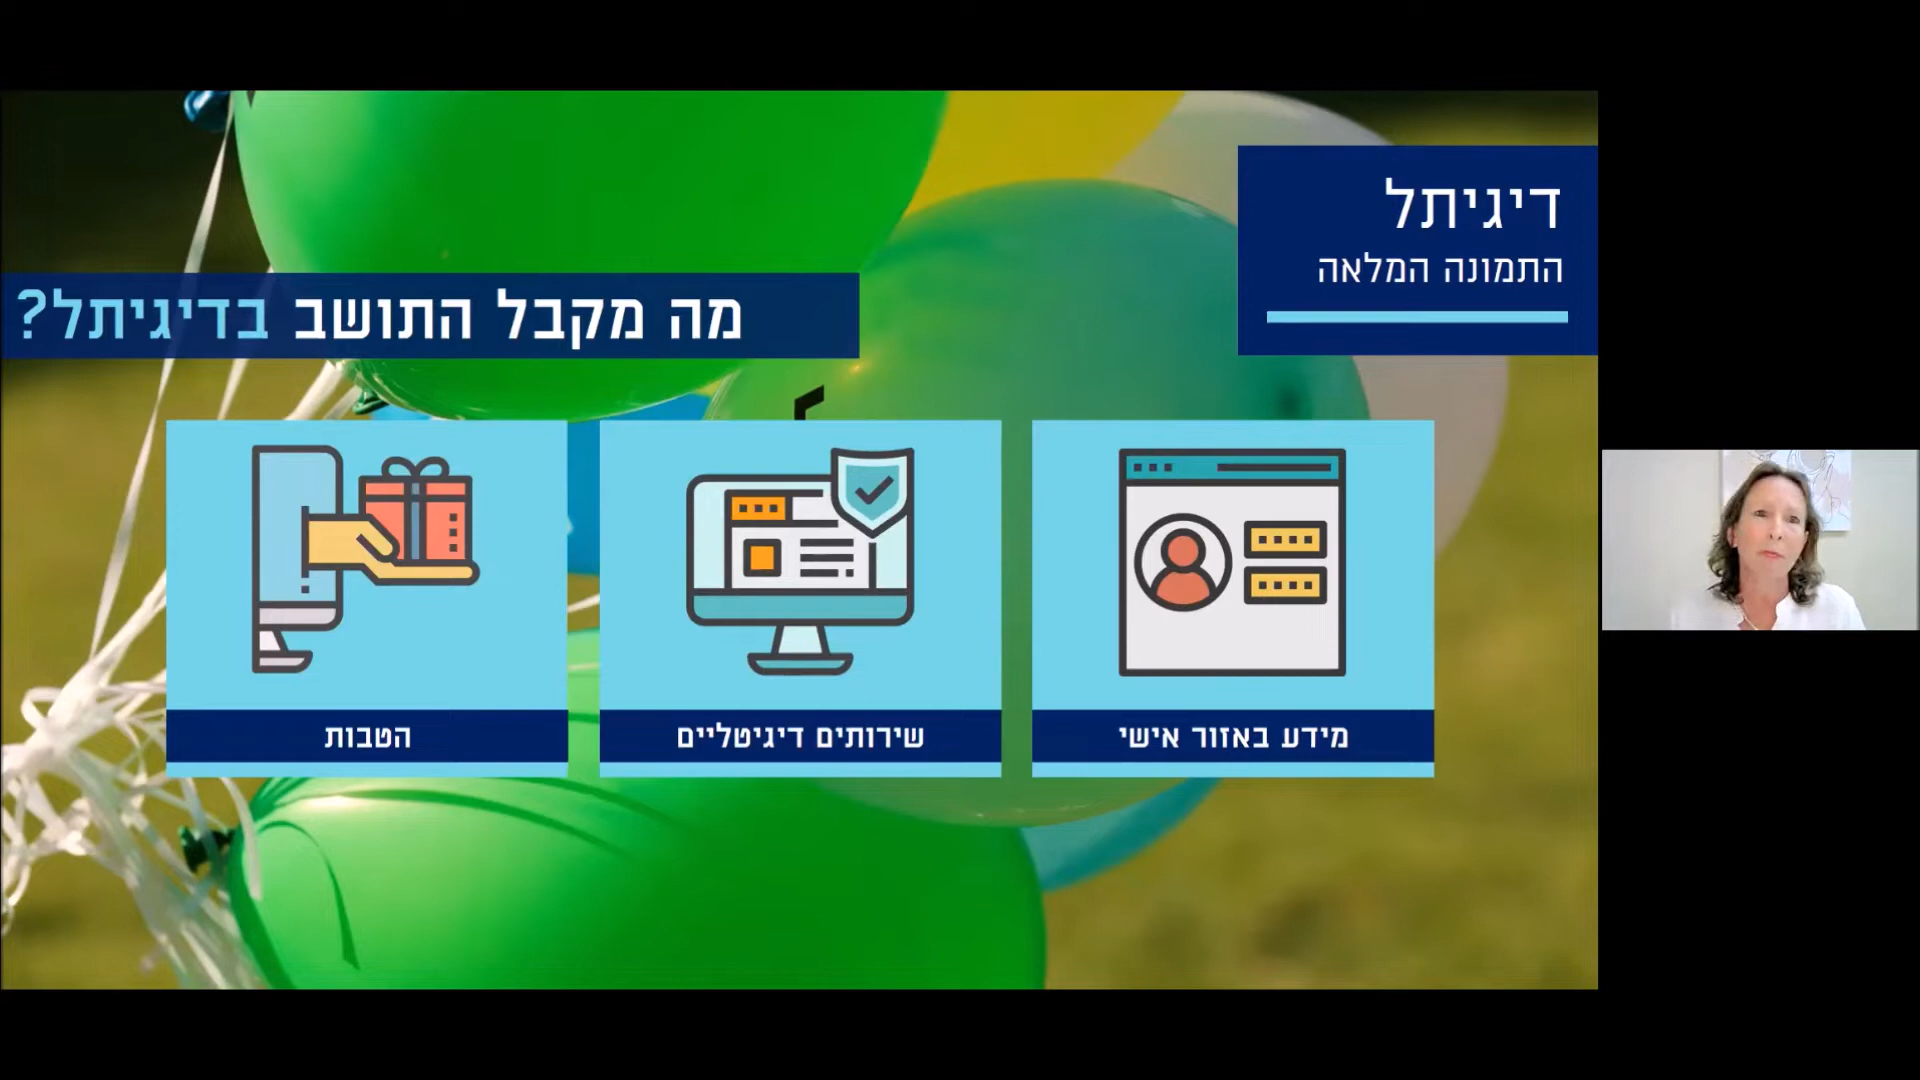 דיגיתל
התמונה המלאה
מה מקבל התושב בדיגיתל?
מידע באזור אישי
שירותים דיגיטליים
הטבות